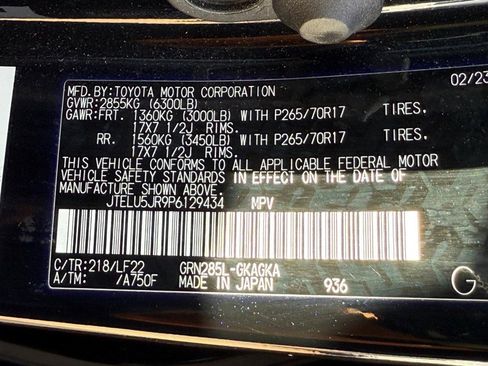 MFD.BY:TOYOTA MOTOR CORPORATION 02/23
GVWR:2855KG (6300LB)
GAWR:FRT. 1360KG (3000LB) WITH P265/70R17 TIRES.
17X7 1/2J RIMS.
RR. 1560KG (3450LB) WITH P265/70R17 TIRES.
17X7 1/2J RIMS.
THIS VEHICLE CONFORMS TO ALL APPLICABLE FEDERAL MOTOR
VEHICLE SAFETY STANDARDS IN EFFECT ON THE DATE OF
MANUFACTURE SHOWN ABOVE.
JTELU5JR9P6129434 MPV
C/TR:218/LF22 GRN285L-GKAGKA
A/TM: /A750F MADE IN JAPAN 936 G